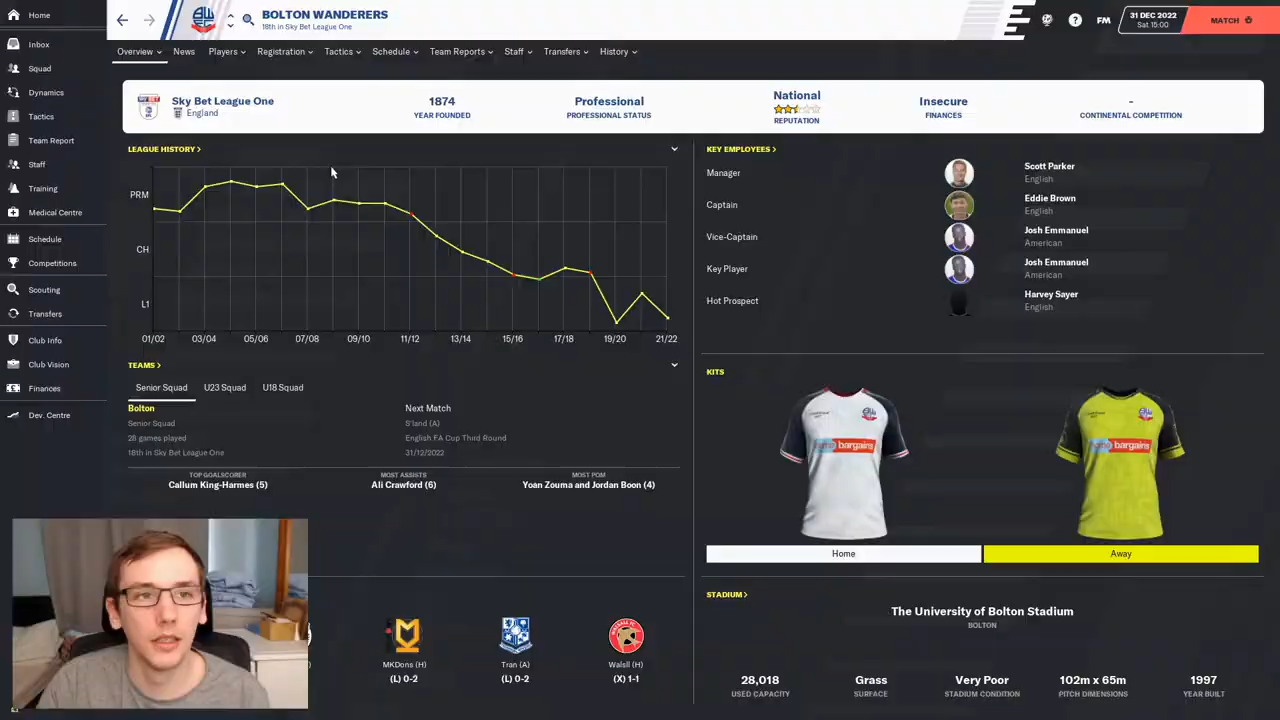 Home
Inbox
Squad
Dynamics
Tactics
Team Report
Staff
Training
Medical Centre
Schedule
Competitions
Scouting
Transfers
Club Info
Club Vision
Finances
Dev. Centre
BOLTON WANDERERS
18th in Sky Bet League One
FM
31 DEC 2022
Sat 15:00
MATCH
Overview
News
Players
Registration
Tactics
Schedule
Team Reports
Staff
Transfers
History
Sky Bet League One
England
1874
YEAR FOUNDED
Professional
PROFESSIONAL STATUS
National
REPUTATION
Insecure
FINANCES
-
CONTINENTAL COMPETITION
LEAGUE HISTORY >
PRM
CH
L1
01/02 03/04 05/06 07/08 09/10 11/12 13/14 15/16 17/18 19/20 21/22
TEAMS >
Senior Squad
U23 Squad
U18 Squad
Bolton
Senior Squad
28 games played
18th in Sky Bet League One
Next Match
S'land (A)
English FA Cup Third Round
31/12/2022
TOP GOALSCORER
Callum King-Harmes (5)
MOST ASSISTS
Ali Crawford (6)
MOST POM
Yoan Zouma and Jordan Boon (4)
MKDons (H)
(L) 0-2
Tran (A)
(L) 0-2
Walsll (H)
(X) 1-1
KEY EMPLOYEES >
Manager
Scott Parker
English
Captain
Eddie Brown
English
Vice-Captain
Josh Emmanuel
American
Key Player
Josh Emmanuel
American
Hot Prospect
Harvey Sayer
English
KITS
home bargains
home bargains
Home
Away
STADIUM >
The University of Bolton Stadium
BOLTON
28,018
USED CAPACITY
Grass
SURFACE
Very Poor
STADIUM CONDITION
102m x 65m
PITCH DIMENSIONS
1997
YEAR BUILT